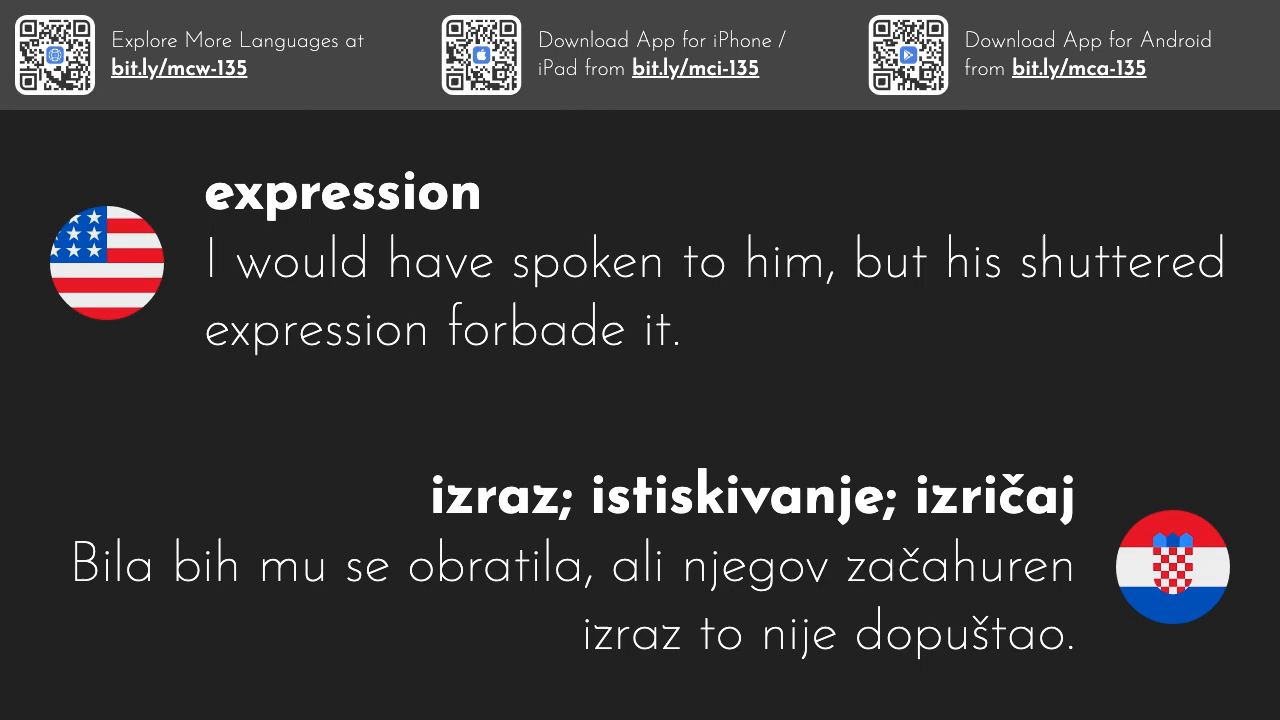 Explore More Languages at
bit.ly/mcw-135
Download App for iPhone /
iPad from bit.ly/mci-135
Download App for Android
from bit.ly/mca-135
expression
I would have spoken to him, but his shuttered
expression forbade it.
izraz; istiskivanje; izričaj
Bila bih mu se obratila, ali njegov začahuren
izraz to nije dopuštao.